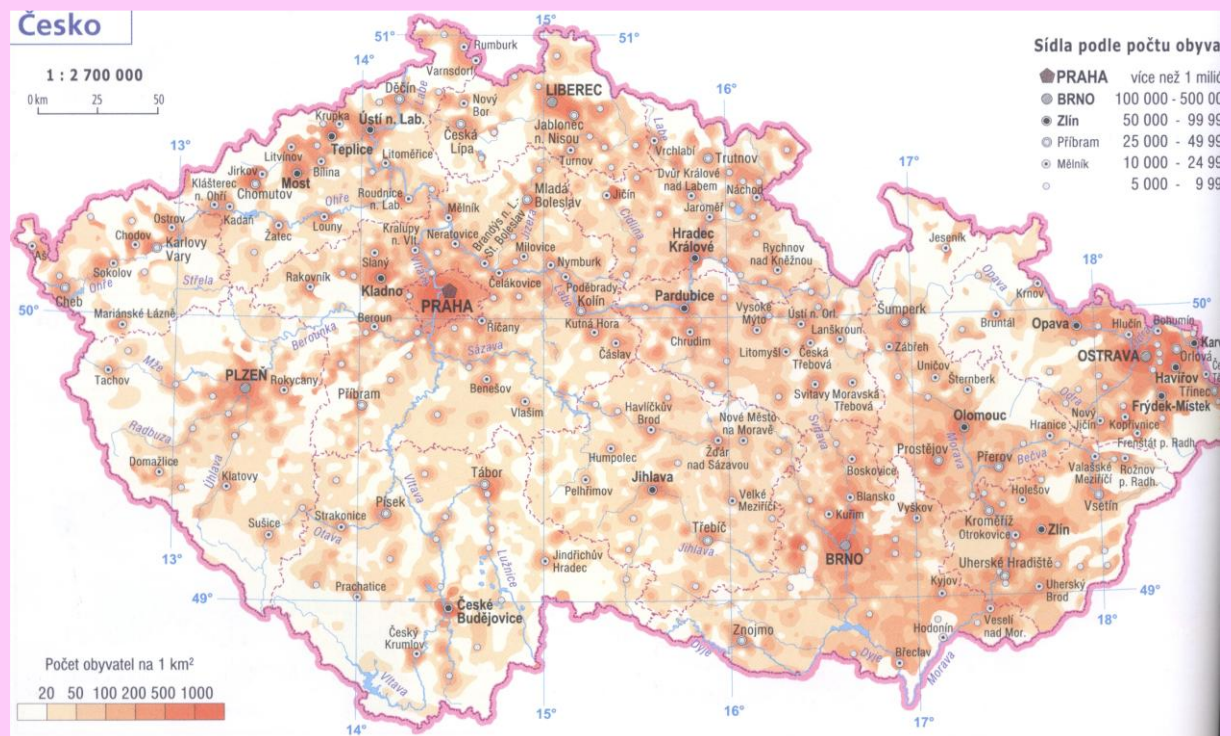 Česko
1 : 2 700 000
0 km 25 50
Sídla podle počtu obyva
PRAHA více než 1 milió
BRNO 100 000 - 500 00
Zlín 50 000 - 99 99
Příbram 25 000 - 49 99
Mělník 10 000 - 24 99
5 000 - 9 99
51°
14°
15°
51°
16°
13°
17°
18°
50°
50°
13°
49°
49°
14°
15°
16°
17°
18°
Rumburk
Varnsdorf
Děčín
Labe
LIBEREC
Nový
Bor
Krupka
Ústí n. Lab.
Česká
Lípa
Jablonec
n. Nisou
Teplice
Labe
Vrchlabí
Trutnov
Litvínov
Litoměřice
Turnov
Jirkov
Bílina
Most
Dvůr Králové
nad Labem
Klášterec
n. Ohří
Chomutov
Roudnice
n. Lab.
Mladá
Boleslav
Jičín
Náchod
Kadaň
Ohře
Ostrov
Žatec
Louny
Mělník
Jizera
Cidlina
Jaroměř
Chodov
Karlovy
Vary
Kralupy
n. Vlt.
Neratovice
Brandýs n. L.-
St. Boleslav
Milovice
Hradec
Králové
Rychnov
nad Kněžnou
Jeseník
Aš
Sokolov
Ohře
Střela
Slaný
Nymburk
Cheb
Rakovník
Kladno
Čelákovice
Poděbrady
Labe
Kolín
Pardubice
Opava
Krnov
Mariánské Lázně
PRAHA
Beroun
Berounka
Říčany
Kutná Hora
Vysoké
Mýto
Ústí n. Orl.
Lanškroun
Šumperk
Bruntál
Opava
Hlučín
Bohumín
Sázava
Čáslav
Chrudim
Litomyšl
Česká
Třebová
Zábřeh
OSTRAVA
Orlová
Tachov
Mže
PLZEŇ
Rokycany
Příbram
Benešov
Uničov
Šternberk
Odra
Havířov
Třinec
Vlašim
Svitavy
Moravská
Třebová
Frýdek-Místek
Radbuza
Havlíčkův
Brod
Nové Město
na Moravě
Svitava
Olomouc
Nový
Jičín
Kopřivnice
Hranice
Frenštát p. Radh.
Domažlice
Úhlava
Klatovy
Humpolec
Žďár
nad Sázavou
Boskovice
Prostějov
Morava
Přerov
Bečva
Valašské
Meziříčí
Rožnov
p. Radh.
Tábor
Vltava
Pelhřimov
Jihlava
Velké
Meziříčí
Blansko
Holešov
Vsetín
Písek
Kuřim
Vyškov
Kroměříž
Otrokovice
Zlín
Sušice
Strakonice
Otava
Lužnice
Jindřichův
Hradec
Třebíč
Jihlava
BRNO
Uherské Hradiště
Prachatice
České
Budějovice
Kyjov
Uherský
Brod
Český
Krumlov
Znojmo
Dyje
Hodonín
Veselí
nad Mor.
Dyje
Břeclav
Morava
Vltava
Počet obyvatel na 1 km²
20 50 100 200 500 1000